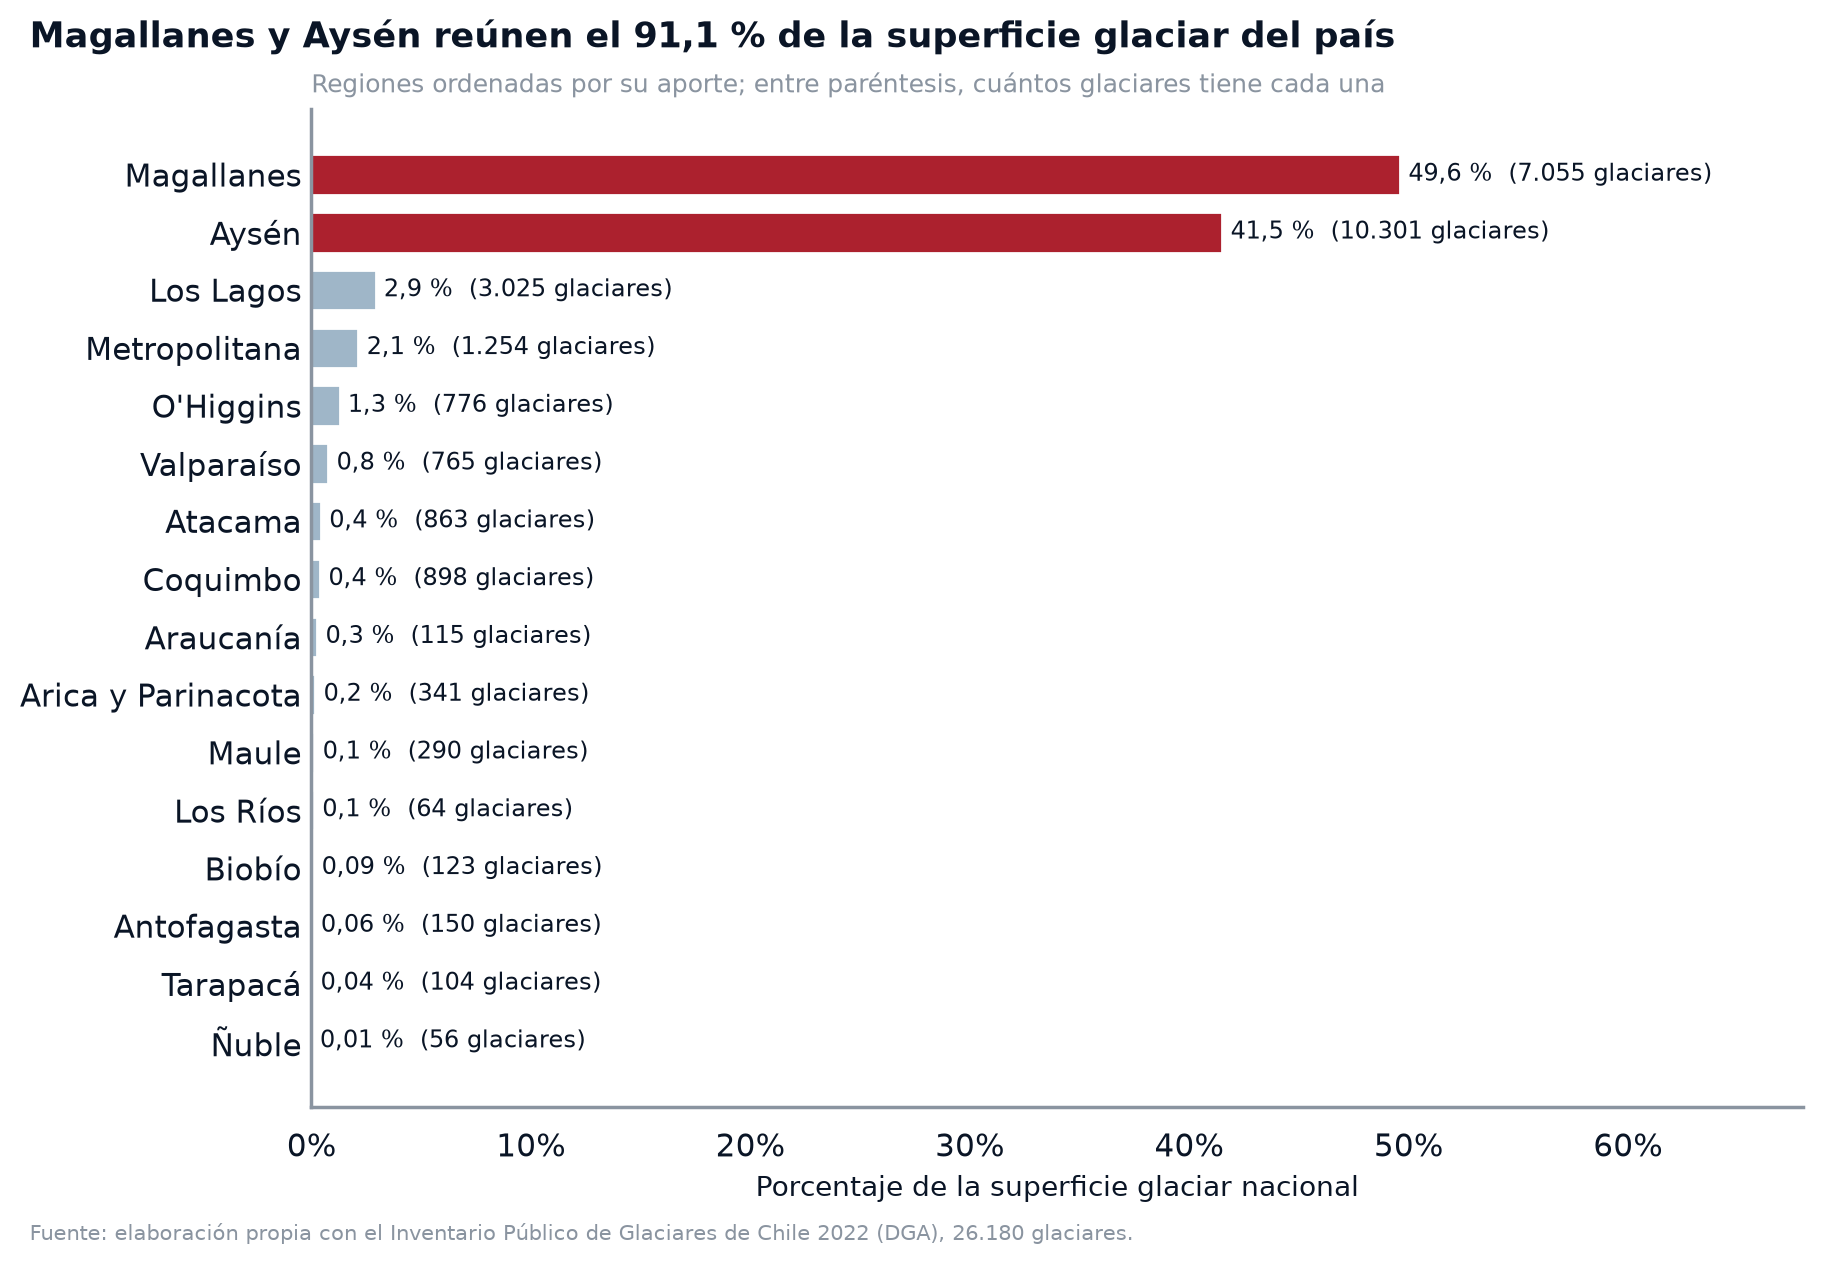 Magallanes y Aysén reúnen el 91,1 % de la superficie glaciar del país
Regiones ordenadas por su aporte; entre paréntesis, cuántos glaciares tiene cada una
Magallanes 49,6 % (7.055 glaciares)
Aysén 41,5 % (10.301 glaciares)
Los Lagos 2,9 % (3.025 glaciares)
Metropolitana 2,1 % (1.254 glaciares)
O'Higgins 1,3 % (776 glaciares)
Valparaíso 0,8 % (765 glaciares)
Atacama 0,4 % (863 glaciares)
Coquimbo 0,4 % (898 glaciares)
Araucanía 0,3 % (115 glaciares)
Arica y Parinacota 0,2 % (341 glaciares)
Maule 0,1 % (290 glaciares)
Los Ríos 0,1 % (64 glaciares)
Biobío 0,09 % (123 glaciares)
Antofagasta 0,06 % (150 glaciares)
Tarapacá 0,04 % (104 glaciares)
Ñuble 0,01 % (56 glaciares)
0% 10% 20% 30% 40% 50% 60%
Porcentaje de la superficie glaciar nacional
Fuente: elaboración propia con el Inventario Público de Glaciares de Chile 2022 (DGA), 26.180 glaciares.